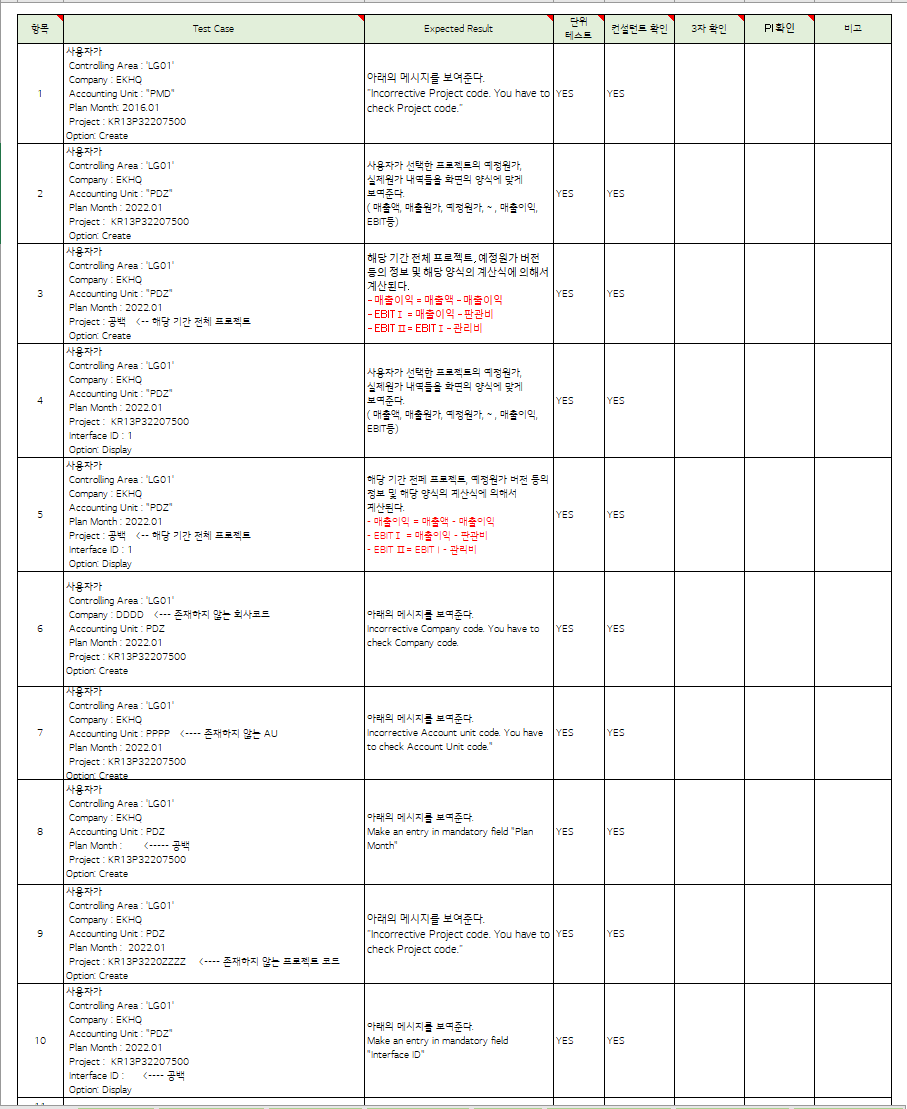 항목 Test Case Expected Result 단위 테스트 컨설턴트 확인 3자 확인 PI확인 비고
1
사용자가
Controlling Area : 'LG01'
Company : EKHQ
Accounting Unit : "PMD"
Plan Month: 2016.01
Project : KR13P32207500
Option: Create
아래의 메시지를 보여준다.
"Incorrective Project code. You have to
check Project code."
YES YES
2
사용자가
Controlling Area : 'LG01'
Company : EKHQ
Accounting Unit : "PDZ"
Plan Month : 2022.01
Project : KR13P32207500
Option: Create
사용자가 선택한 프로젝트의 예정원가,
실제원가 내역들을 화면의 양식에 맞게
보여준다.
( 매출액, 매출원가, 예정원가, ~ , 매출이익,
EBIT등)
YES YES
3
사용자가
Controlling Area : 'LG01'
Company : EKHQ
Accounting Unit : "PDZ"
Plan Month : 2022.01
Project : 공백 <-- 해당 기간 전체 프로젝트
Option: Create
해당 기간 전체 프로젝트, 예정원가 버전
등의 정보 및 해당 양식의 계산식에 의해서
계산된다.
- 매출이익 = 매출액 - 매출이익
- EBIT I = 매출이익 - 판관비
- EBIT II = EBIT I - 관리비
YES YES
4
사용자가
Controlling Area : 'LG01'
Company : EKHQ
Accounting Unit : "PDZ"
Plan Month : 2022.01
Project : KR13P32207500
Interface ID : 1
Option: Display
사용자가 선택한 프로젝트의 예정원가,
실제원가 내역들을 화면의 양식에 맞게
보여준다.
( 매출액, 매출원가, 예정원가, ~ , 매출이익,
EBIT등)
YES YES
5
사용자가
Controlling Area : 'LG01'
Company : EKHQ
Accounting Unit : "PDZ"
Plan Month : 2022.01
Project : 공백 <-- 해당 기간 전체 프로젝트
Interface ID : 1
Option: Display
해당 기간 전체 프로젝트, 예정원가 버전 등의
정보 및 해당 양식의 계산식에 의해서
계산된다.
- 매출이익 = 매출액 - 매출이익
- EBIT I = 매출이익 - 판관비
- EBIT II = EBIT I - 관리비
YES YES
6
사용자가
Controlling Area : 'LG01'
Company : DDDD <--- 존재하지 않는 회사코드
Accounting Unit : PDZ
Plan Month : 2022.01
Project : KR13P32207500
Option: Create
아래의 메시지를 보여준다.
Incorrective Company code. You have to
check Company code.
YES YES
7
사용자가
Controlling Area : 'LG01'
Company : EKHQ
Accounting Unit : PPPP <---- 존재하지 않는 AU
Plan Month : 2022.01
Project : KR13P32207500
Option: Create
아래의 메시지를 보여준다.
Incorrective Account unit code. You have
to check Account Unit code."
YES YES
8
사용자가
Controlling Area : 'LG01'
Company : EKHQ
Accounting Unit : PDZ
Plan Month : <----- 공백
Project : KR13P32207500
Option: Create
아래의 메시지를 보여준다.
Make an entry in mandatory field "Plan
Month"
YES YES
9
사용자가
Controlling Area : 'LG01'
Company : EKHQ
Accounting Unit : PDZ
Plan Month : 2022.01
Project : KR13P3220ZZZZ <---- 존재하지 않는 프로젝트 코드
Option: Create
아래의 메시지를 보여준다.
"Incorrective Project code. You have to
check Project code."
YES YES
10
사용자가
Controlling Area : 'LG01'
Company : EKHQ
Accounting Unit : "PDZ"
Plan Month : 2022.01
Project : KR13P32207500
Interface ID : <---- 공백
Option: Display
아래의 메시지를 보여준다.
Make an entry in mandatory field
"Interface ID"
YES YES